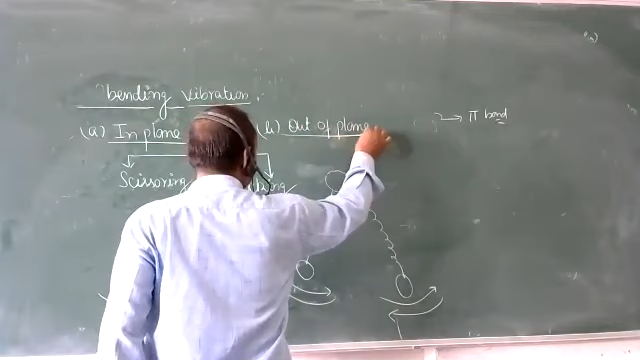 bending vibration.
(a) In plane (b) Out of plane → π bond
Scissoring